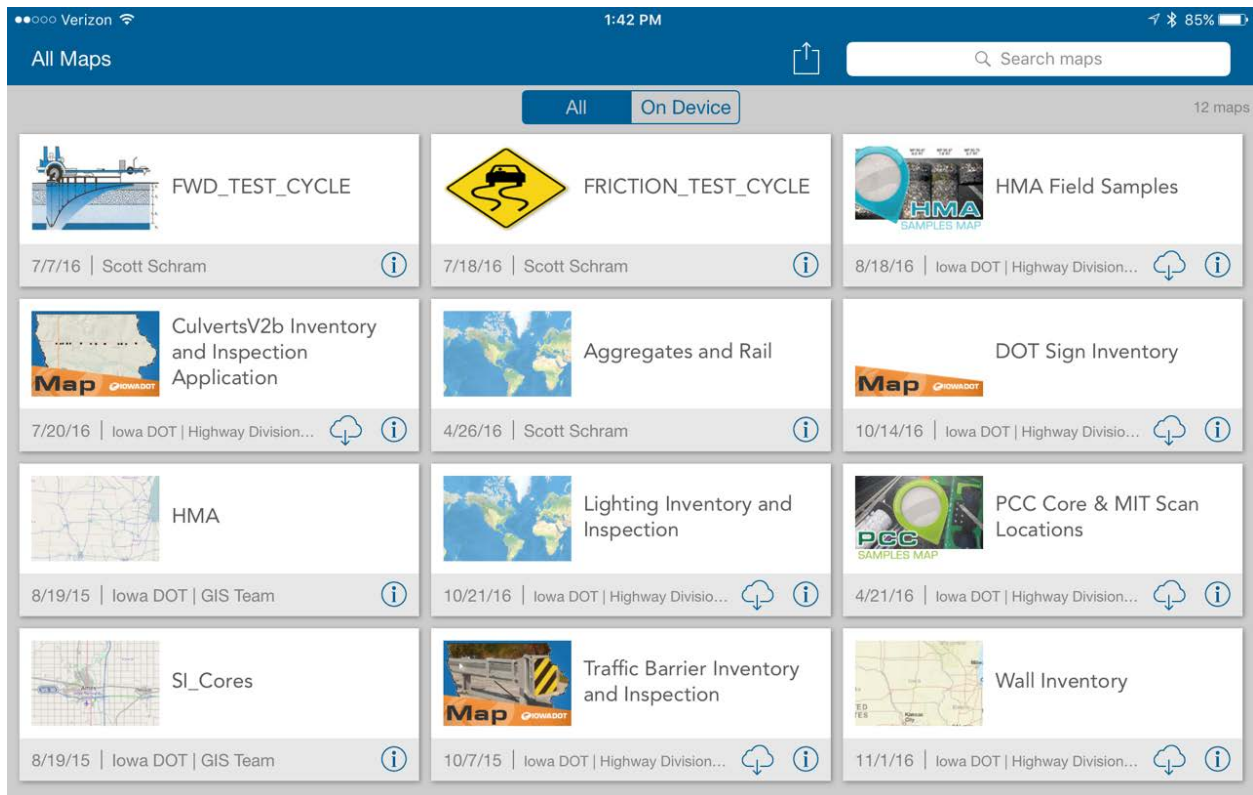 Verizon
1:42 PM
85%
All Maps
Search maps
All
On Device
12 maps
FWD_TEST_CYCLE
7/7/16 | Scott Schram
FRICTION_TEST_CYCLE
7/18/16 | Scott Schram
HMA
SAMPLES MAP
HMA Field Samples
8/18/16 | Iowa DOT | Highway Division...
Map IOWADOT
CulvertsV2b Inventory
and Inspection
Application
7/20/16 | Iowa DOT | Highway Division...
Aggregates and Rail
4/26/16 | Scott Schram
Map IOWADOT
DOT Sign Inventory
10/14/16 | Iowa DOT | Highway Divisio...
HMA
8/19/15 | Iowa DOT | GIS Team
Lighting Inventory and
Inspection
10/21/16 | Iowa DOT | Highway Divisio...
PCC
SAMPLES MAP
PCC Core & MIT Scan
Locations
4/21/16 | Iowa DOT | Highway Division...
SI_Cores
8/19/15 | Iowa DOT | GIS Team
Map IOWADOT
Traffic Barrier Inventory
and Inspection
10/7/15 | Iowa DOT | Highway Division...
Kansas
City
Wall Inventory
11/1/16 | Iowa DOT | Highway Division...